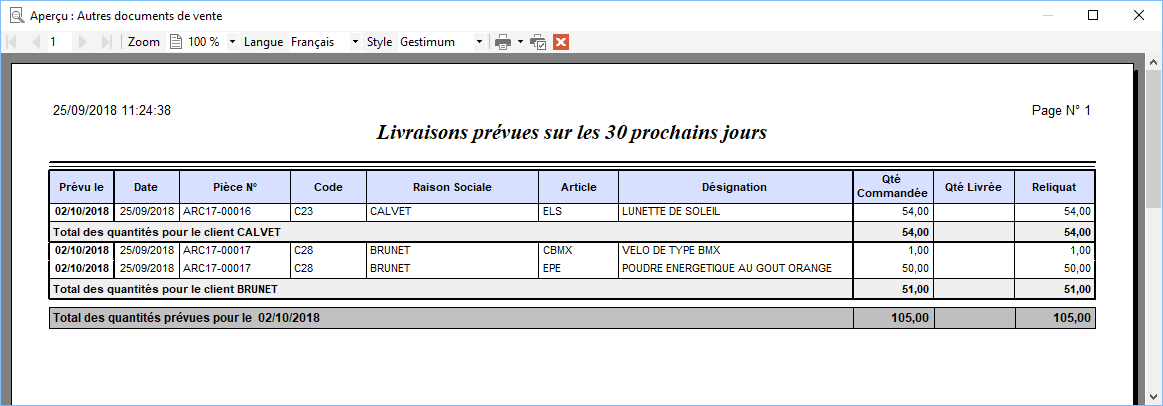 Aperçu : Autres documents de vente
1 Zoom 100 % Langue Français Style Gestimum
25/09/2018 11:24:38 Page N° 1
Livraisons prévues sur les 30 prochains jours
Prévu le Date Pièce N° Code Raison Sociale Article Désignation Qté Commandée Qté Livrée Reliquat
02/10/2018 25/09/2018 ARC17-00016 C23 CALVET ELS LUNETTE DE SOLEIL 54,00 54,00
Total des quantités pour le client CALVET 54,00 54,00
02/10/2018 25/09/2018 ARC17-00017 C28 BRUNET CBMX VELO DE TYPE BMX 1,00 1,00
02/10/2018 25/09/2018 ARC17-00017 C28 BRUNET EPE POUDRE ENERGETIQUE AU GOUT ORANGE 50,00 50,00
Total des quantités pour le client BRUNET 51,00 51,00
Total des quantités prévues pour le 02/10/2018 105,00 105,00